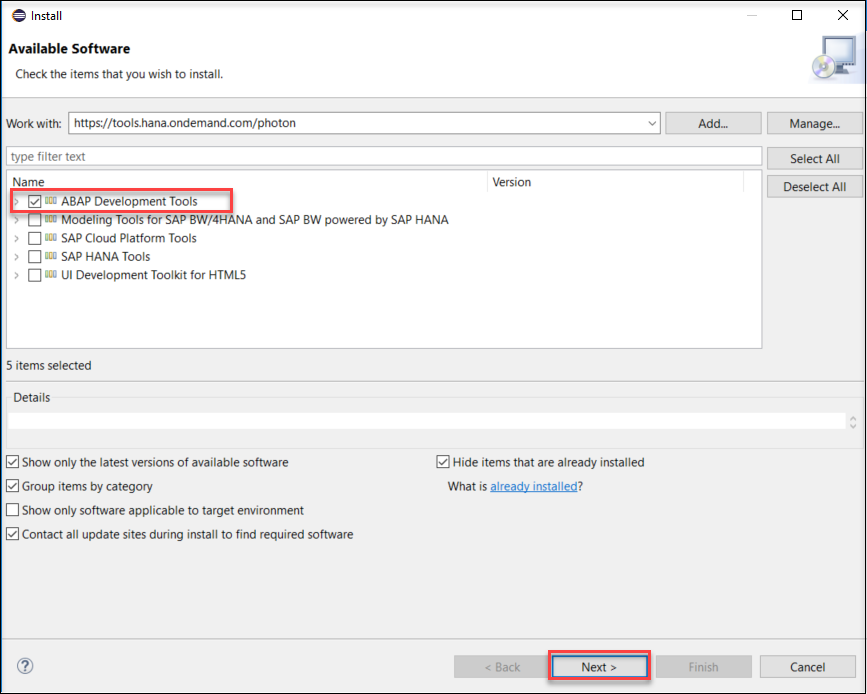 Install
Available Software
Check the items that you wish to install.
Work with: https://tools.hana.ondemand.com/photon Add... Manage...
type filter text Select All
Name Version Deselect All
ABAP Development Tools
Modeling Tools for SAP BW/4HANA and SAP BW powered by SAP HANA
SAP Cloud Platform Tools
SAP HANA Tools
UI Development Toolkit for HTML5
5 items selected
Details
Show only the latest versions of available software Hide items that are already installed
Group items by category What is already installed?
Show only software applicable to target environment
Contact all update sites during install to find required software
? < Back Next > Finish Cancel